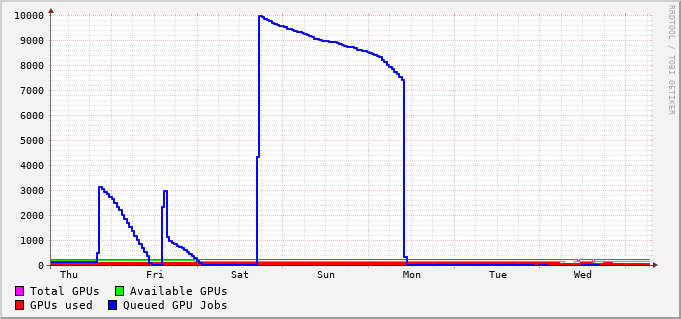 10000
9000
8000
7000
6000
5000
4000
3000
2000
1000
0
Thu Fri Sat Sun Mon Tue Wed
Total GPUs Available GPUs
GPUs used Queued GPU Jobs
RRDTOOL / TOBI OETIKER